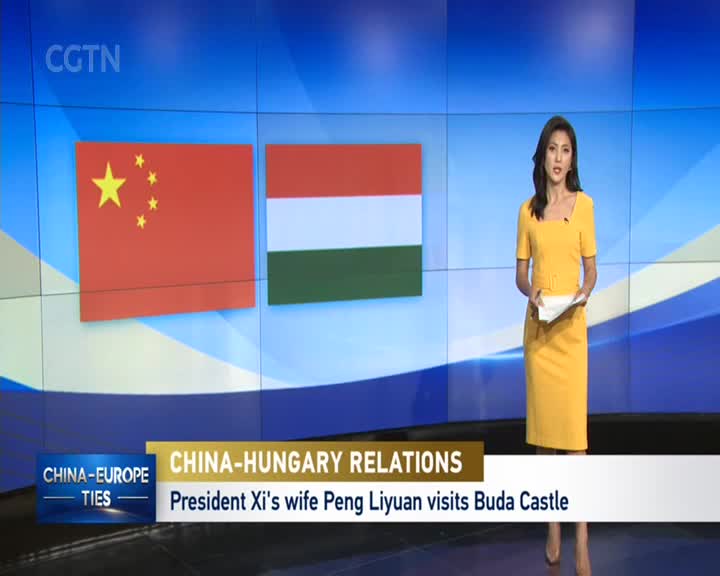 CGTN
CHINA-HUNGARY RELATIONS
CHINA-EUROPE
TIES
President Xi's wife Peng Liyuan visits Buda Castle